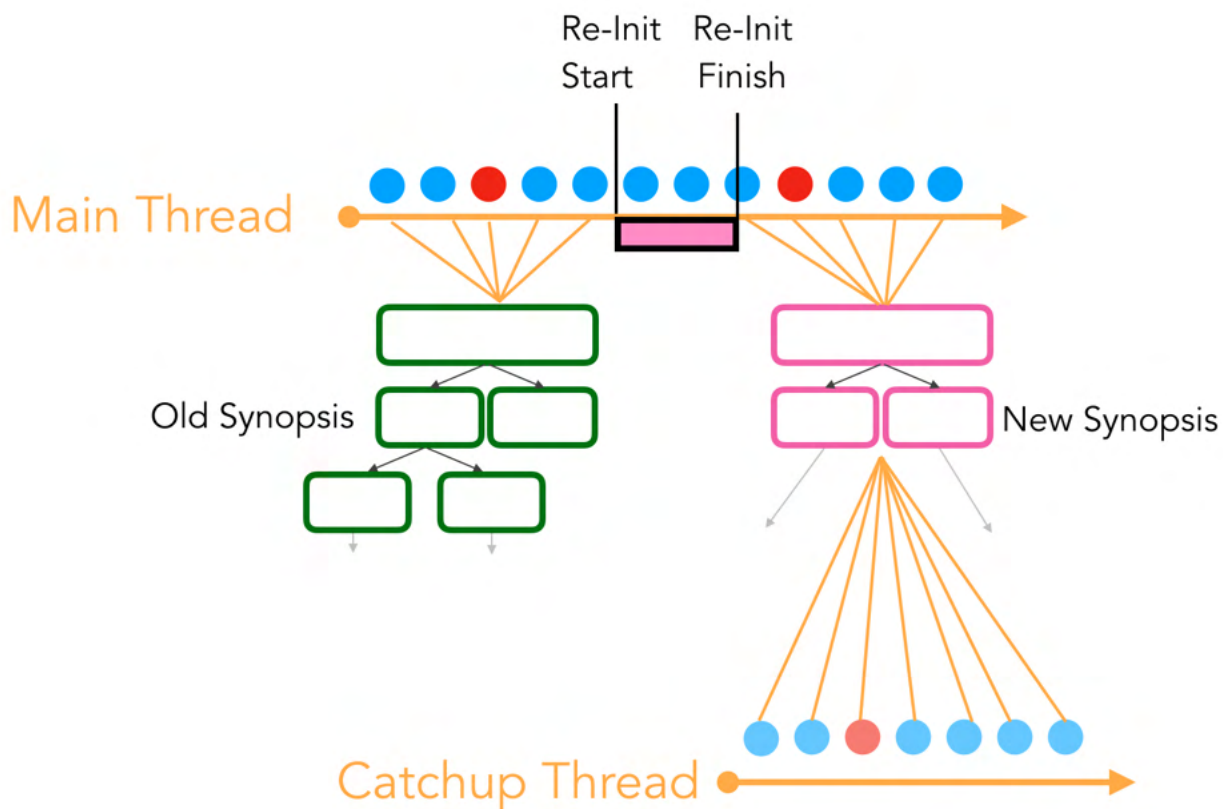 Re-Init Start
Re-Init Finish
Main Thread
Old Synopsis
New Synopsis
Catchup Thread